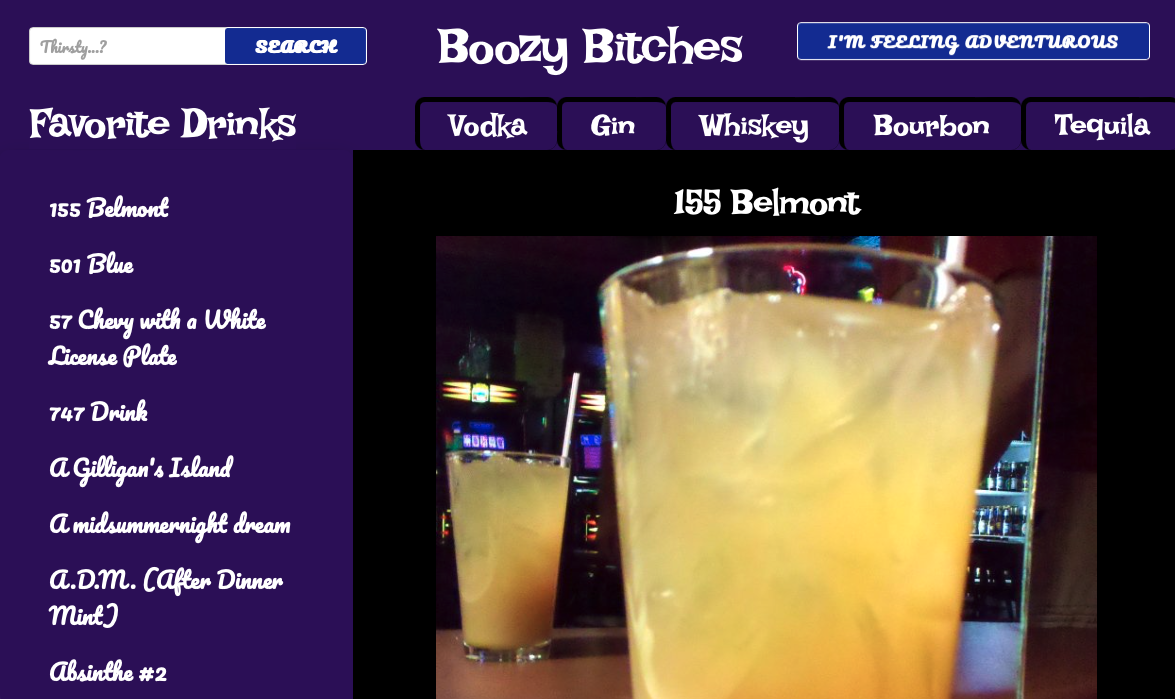 Thirsty...?
SEARCH
Boozy Bitches
I'M FEELING ADVENTUROUS
Favorite Drinks
Vodka
Gin
Whiskey
Bourbon
Tequila
155 Belmont
501 Blue
57 Chevy with a White
License Plate
747 Drink
A Gilligan's Island
A midsummernight dream
A.D.M. (After Dinner
Mint)
Absinthe #2
155 Belmont